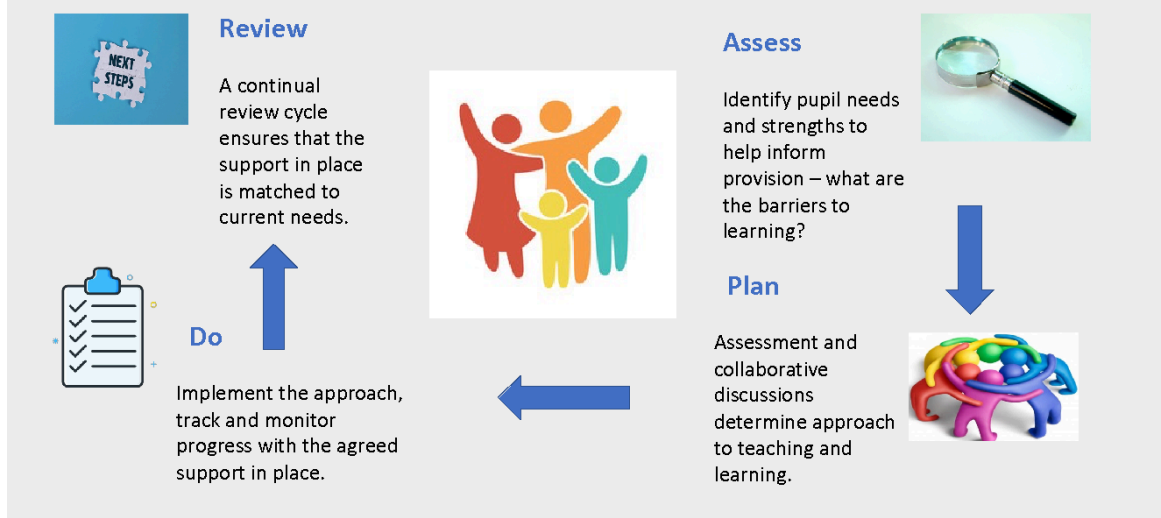 Review
A continual
review cycle
ensures that the
support in place
is matched to
current needs.
NEXT
STEPS
Assess
Identify pupil needs
and strengths to
help inform
provision – what are
the barriers to
learning?
Plan
Assessment and
collaborative
discussions
determine approach
to teaching and
learning.
Do
Implement the approach,
track and monitor
progress with the agreed
support in place.